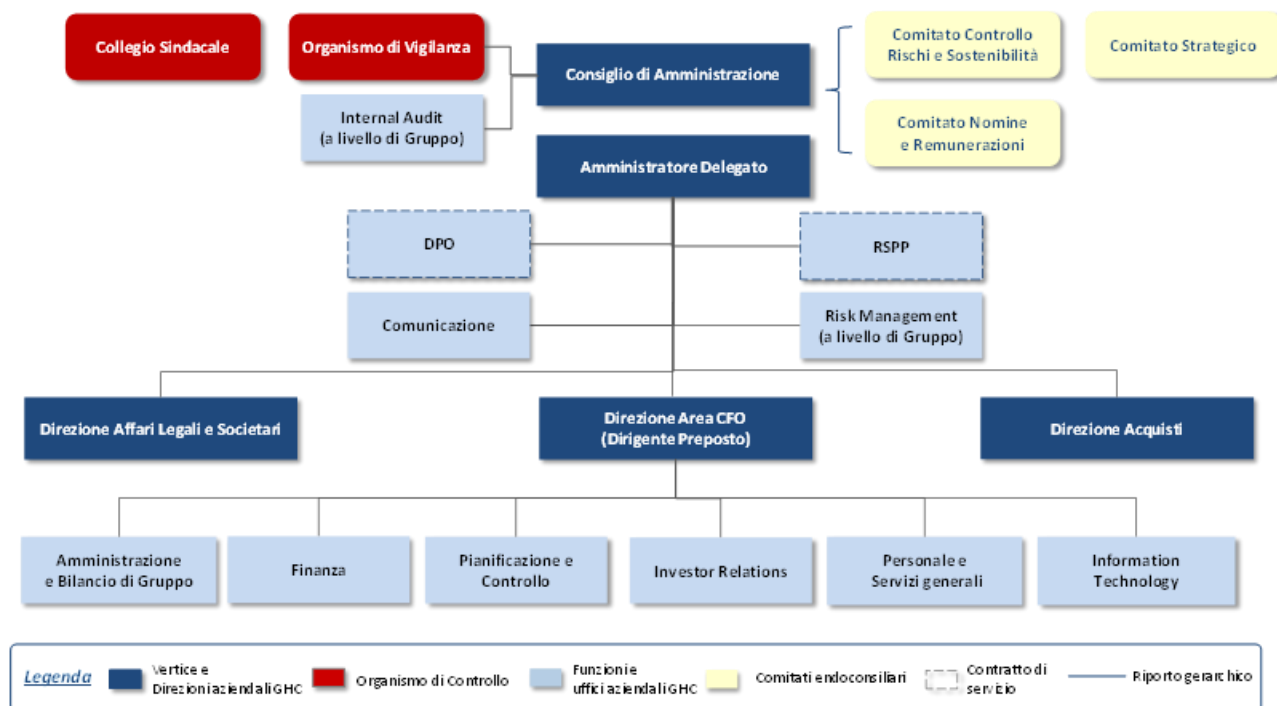 Collegio Sindacale
Organismo di Vigilanza
Consiglio di Amministrazione
Comitato Controllo
Rischi e Sostenibilità
Comitato Strategico
Internal Audit
(a livello di Gruppo)
Comitato Nomine
e Remunerazioni
Amministratore Delegato
DPO
RSPP
Comunicazione
Risk Management
(a livello di Gruppo)
Direzione Affari Legali e Societari
Direzione Area CFO
(Dirigente Preposto)
Direzione Acquisti
Amministrazione
e Bilancio di Gruppo
Finanza
Pianificazione e
Controllo
Investor Relations
Personale e
Servizi generali
Information
Technology
Legenda
Vertice e
Direzioni aziendali GHC
Organismo di Controllo
Funzioni e
uffici aziendali GHC
Comitati endoconsiliari
Contratto di
servizio
Riporto gerarchico